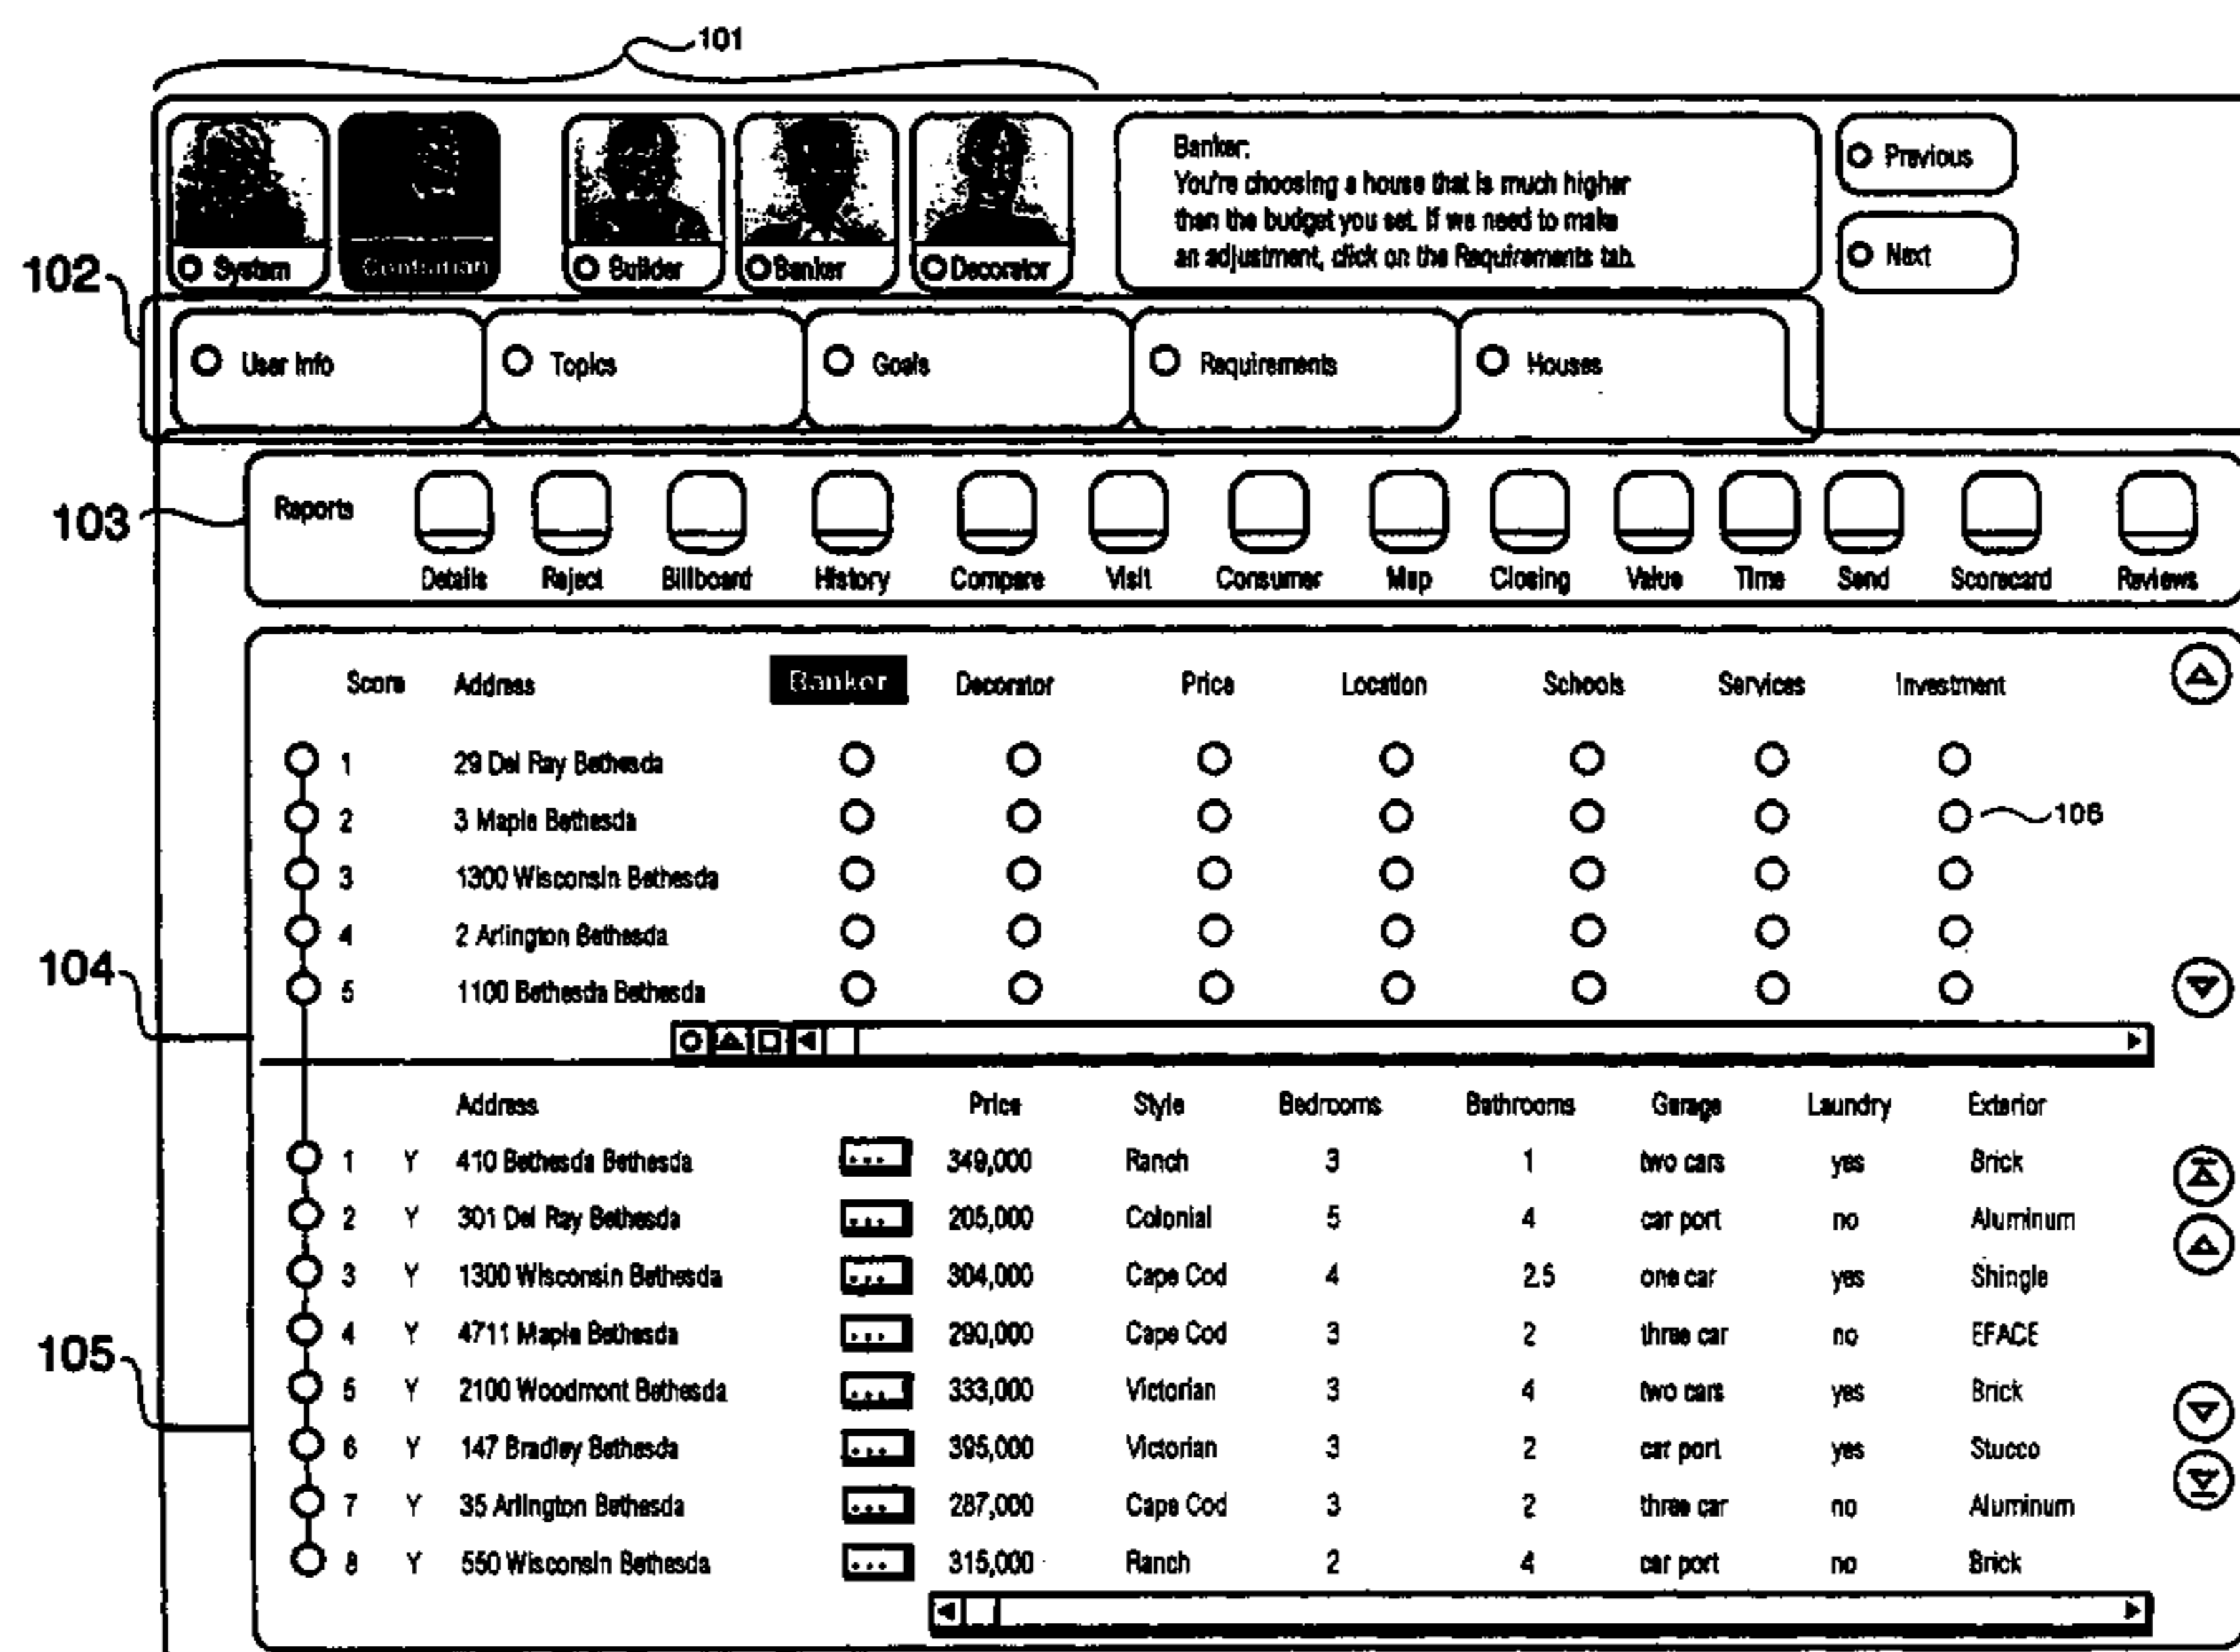 101
System
Builder
Banker
Decorator
Banker:
You're choosing a house that is much higher
than the budget you set. If we need to make
an adjustment, click on the Requirements tab.
Previous
Next
102
User Info Topics Goals Requirements Houses
103
Reports
Details Reject Billboard History Compare Visit Consumer Map Closing Value Time Send Scorecard Reviews
Score Address Banker Decorator Price Location Schools Services Investment
1 29 Del Ray Bethesda
2 3 Maple Bethesda
106
3 1300 Wisconsin Bethesda
4 2 Arlington Bethesda
104
5 1100 Bethesda Bethesda
Address Price Style Bedrooms Bathrooms Garage Laundry Exterior
1 Y 410 Bethesda Bethesda ... 349,000 Ranch 3 1 two cars yes Brick
2 Y 301 Del Ray Bethesda ... 205,000 Colonial 5 4 car port no Aluminum
3 Y 1300 Wisconsin Bethesda ... 304,000 Cape Cod 4 2.5 one car yes Shingle
4 Y 4711 Maple Bethesda ... 290,000 Cape Cod 3 2 three car no EFACE
105
5 Y 2100 Woodmont Bethesda ... 333,000 Victorian 3 4 two cars yes Brick
6 Y 147 Bradley Bethesda ... 395,000 Victorian 3 2 car port yes Stucco
7 Y 35 Arlington Bethesda ... 287,000 Cape Cod 3 2 three car no Aluminum
8 Y 550 Wisconsin Bethesda ... 315,000 Ranch 2 4 car port no Brick